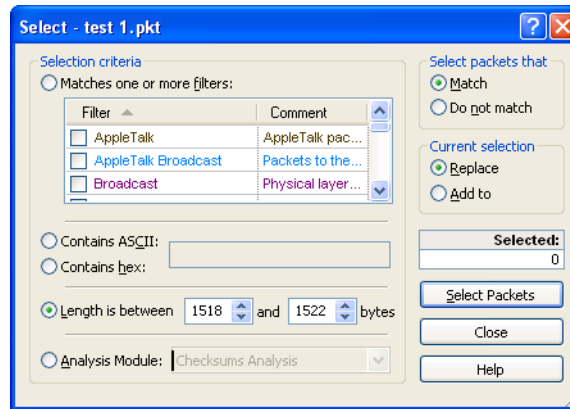 Select - test 1.pkt
Selection criteria
Matches one or more filters:
Filter Comment
AppleTalk AppleTalk pac...
AppleTalk Broadcast Packets to the...
Broadcast Physical layer...
Contains ASCII:
Contains hex:
Length is between 1518 and 1522 bytes
Analysis Module: Checksums Analysis
Select packets that
Match
Do not match
Current selection
Replace
Add to
Selected:
0
Select Packets
Close
Help